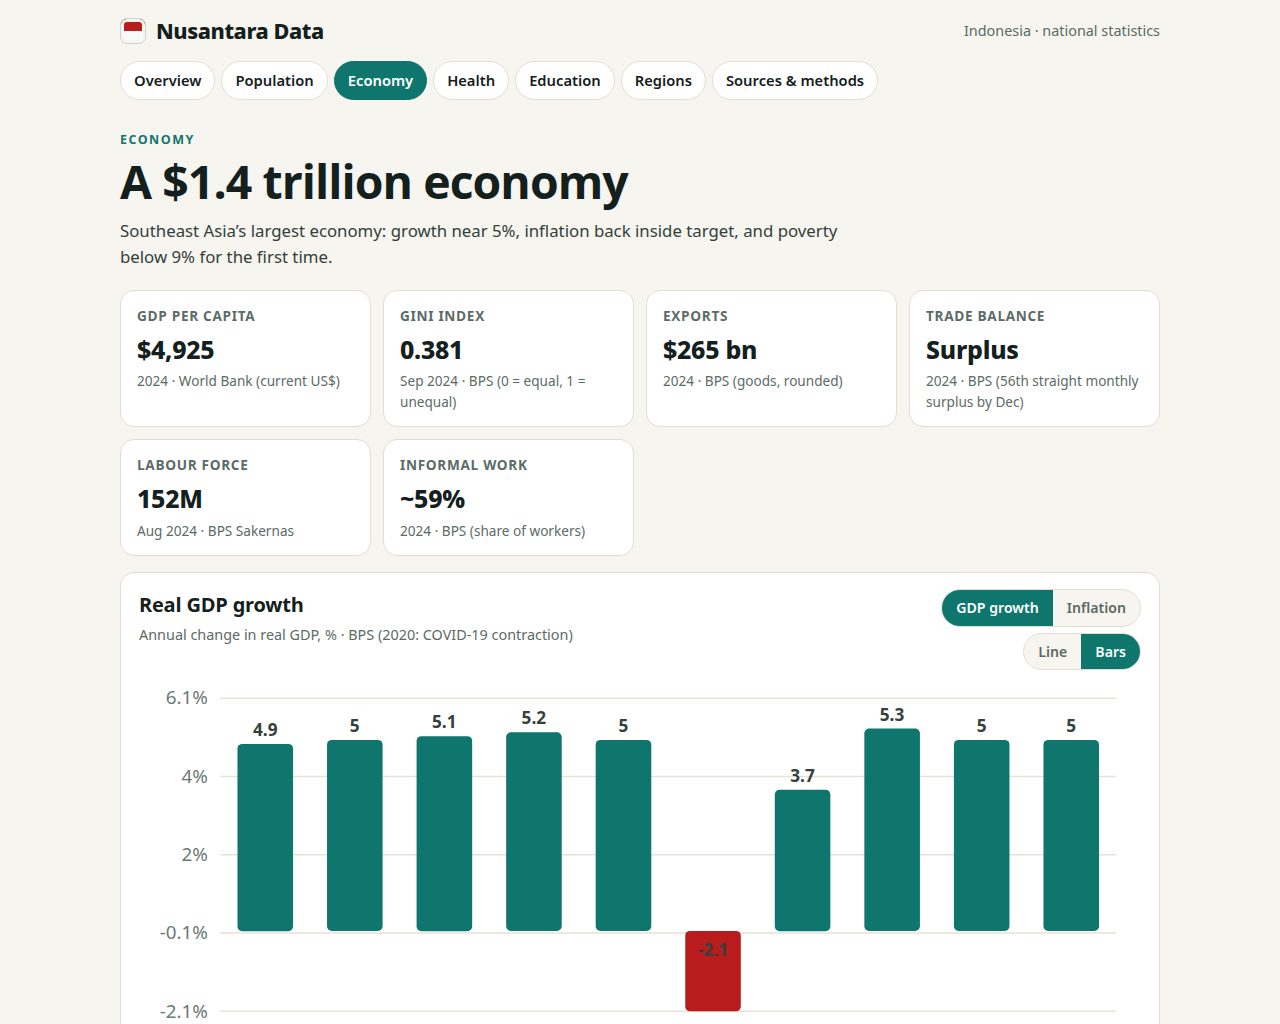 Nusantara Data
Indonesia · national statistics
Overview
Population
Economy
Health
Education
Regions
Sources & methods
ECONOMY
A $1.4 trillion economy
Southeast Asia’s largest economy: growth near 5%, inflation back inside target, and poverty
below 9% for the first time.
GDP PER CAPITA
$4,925
2024 · World Bank (current US$)
GINI INDEX
0.381
Sep 2024 · BPS (0 = equal, 1 =
unequal)
EXPORTS
$265 bn
2024 · BPS (goods, rounded)
TRADE BALANCE
Surplus
2024 · BPS (56th straight monthly
surplus by Dec)
LABOUR FORCE
152M
Aug 2024 · BPS Sakernas
INFORMAL WORK
~59%
2024 · BPS (share of workers)
Real GDP growth
Annual change in real GDP, % · BPS (2020: COVID-19 contraction)
GDP growth
Inflation
Line
Bars
6.1%
4%
2%
-0.1%
-2.1%
4.9
5
5.1
5.2
5
-2.1
3.7
5.3
5
5